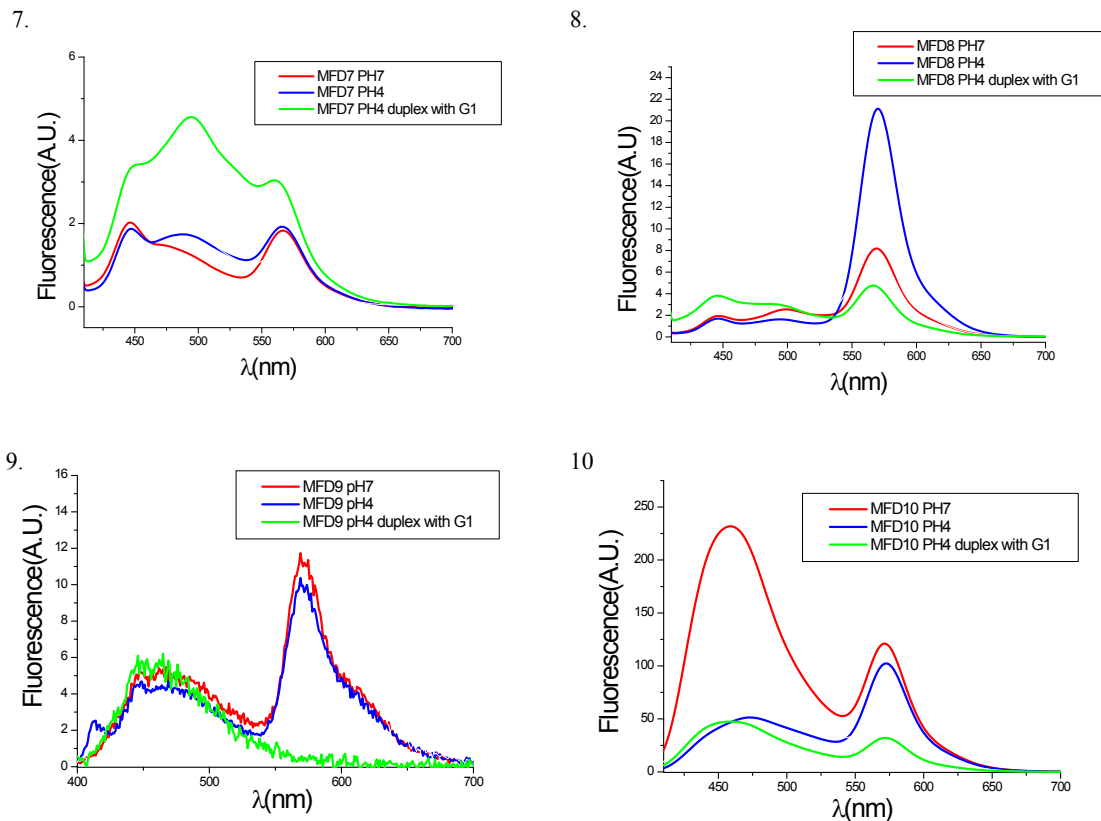 7.
6
4
2
0
450
500
550
600
650
700
Fluorescence(A.U.)
λ(nm)
MFD7 PH7
MFD7 PH4
MFD7 PH4 duplex with G1
8.
24
22
20
18
16
14
12
10
8
6
4
2
0
450
500
550
600
650
700
Fluorescence(A.U)
λ(nm)
MFD8 PH7
MFD8 PH4
MFD8 PH4 duplex with G1
9.
16
14
12
10
8
6
4
2
0
400
500
600
700
Fluorescence(A.U.)
λ(nm)
MFD9 pH7
MFD9 pH4
MFD9 pH4 duplex with G1
10
250
200
150
100
50
0
450
500
550
600
650
700
Fluorescence(A.U.)
λ(nm)
MFD10 PH7
MFD10 PH4
MFD10 PH4 duplex with G1